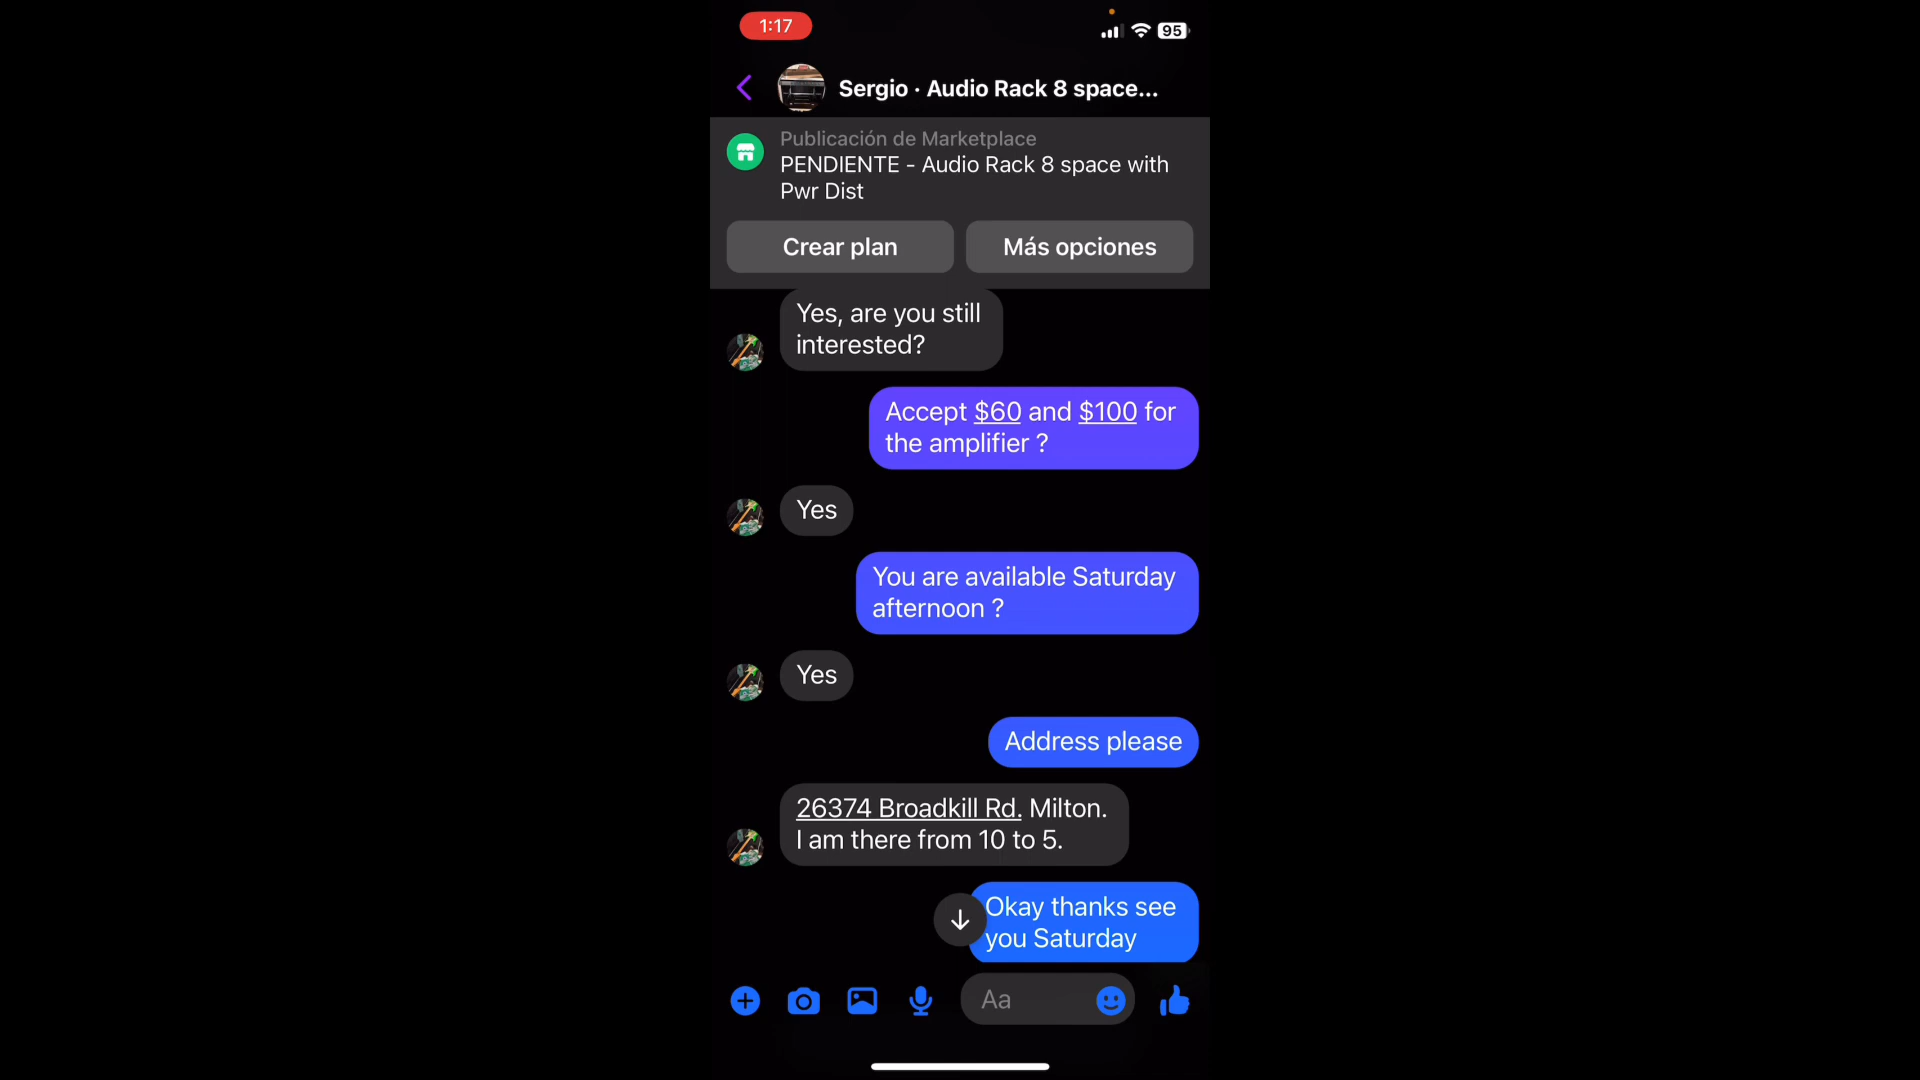 1:17
95
Sergio · Audio Rack 8 space...
Publicación de Marketplace
PENDIENTE - Audio Rack 8 space with
Pwr Dist
Crear plan
Más opciones
Yes, are you still
interested?
Accept $60 and $100 for
the amplifier ?
Yes
You are available Saturday
afternoon ?
Yes
Address please
26374 Broadkill Rd. Milton.
I am there from 10 to 5.
Okay thanks see
you Saturday
Aa